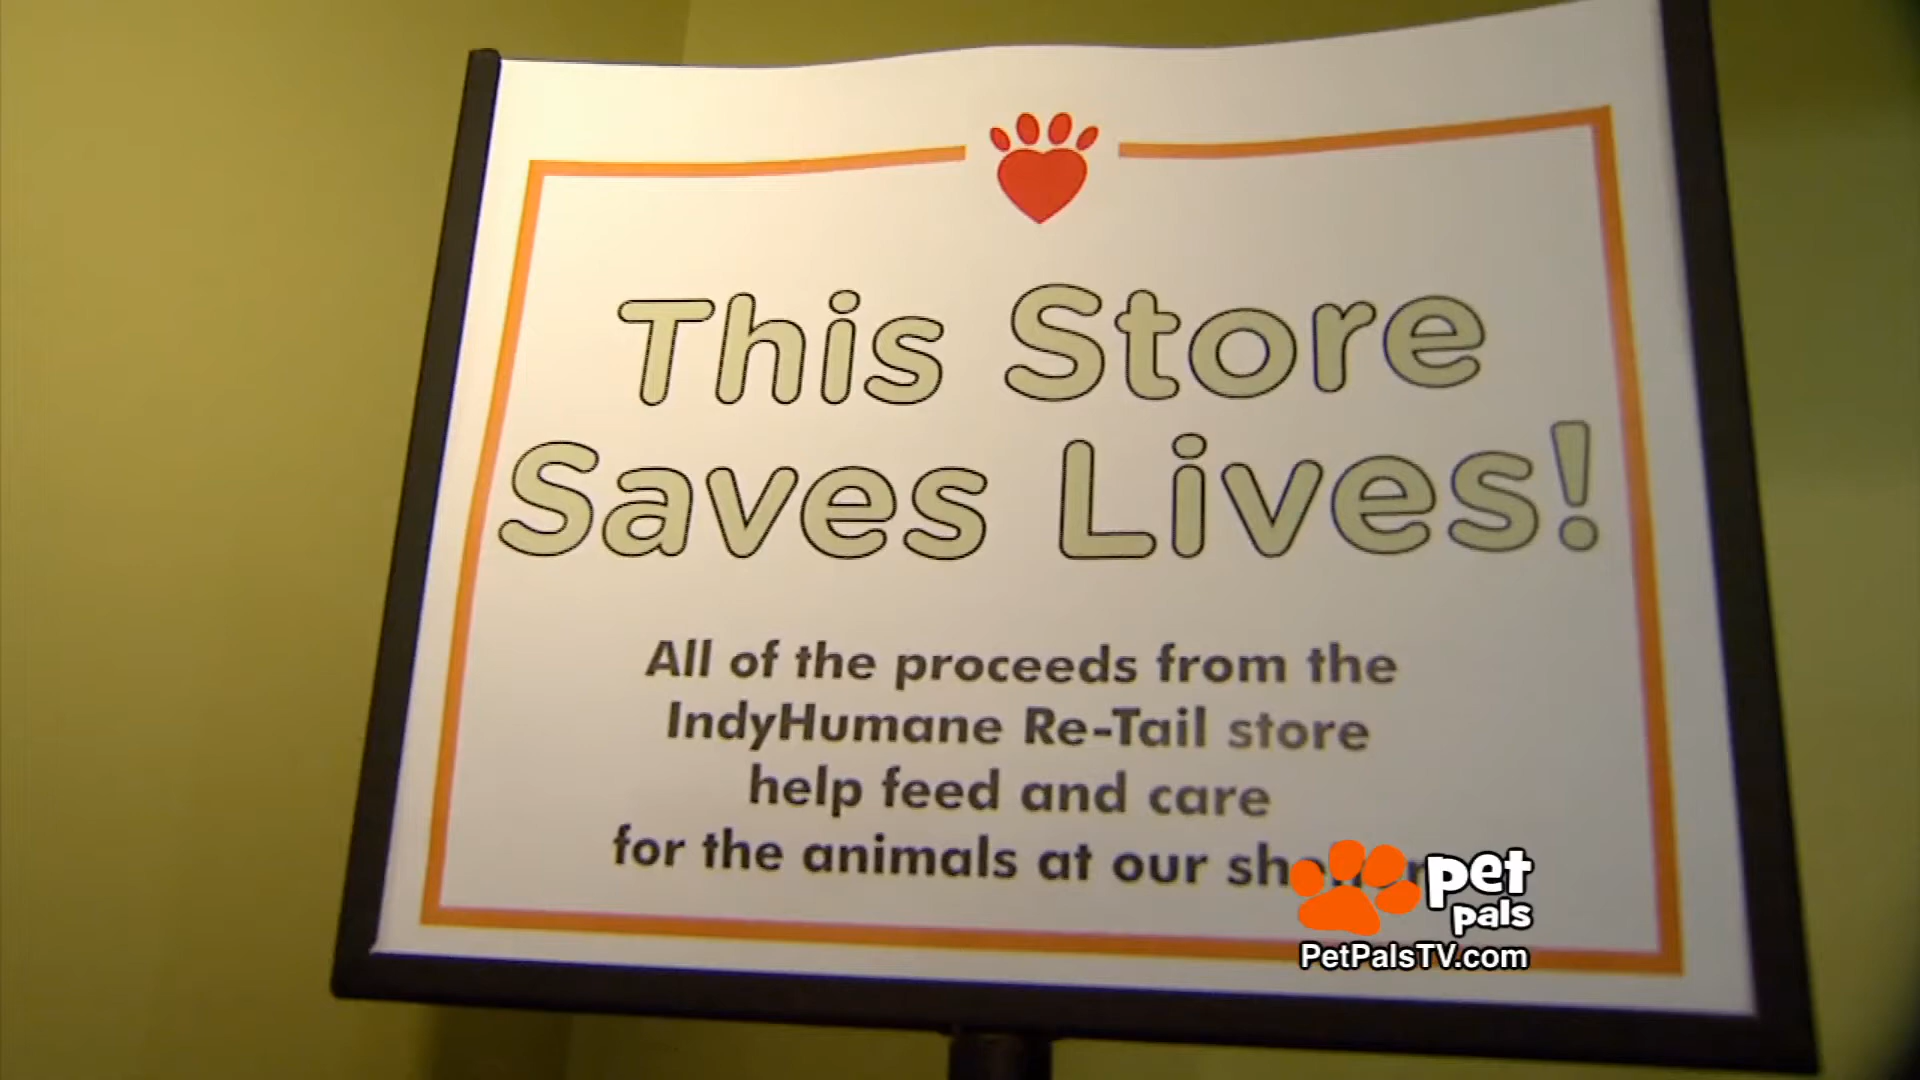 This Store
Saves Lives!
All of the proceeds from the
IndyHumane Re-Tail store
help feed and care
for the animals at our
pet
pals
PetPalsTV.com